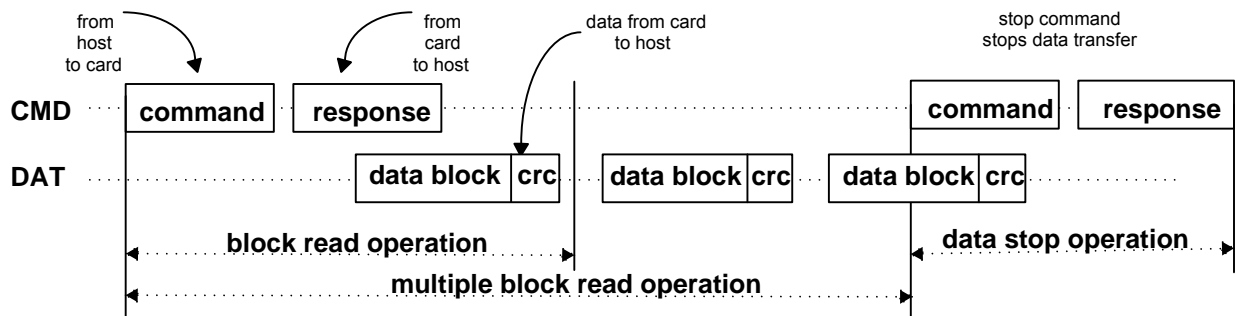 from
host
to card
from
card
to host
data from card
to host
stop command
stops data transfer
CMD
command
response
command
response
DAT
data block
crc
data block
crc
data block
crc
block read operation
data stop operation
multiple block read operation